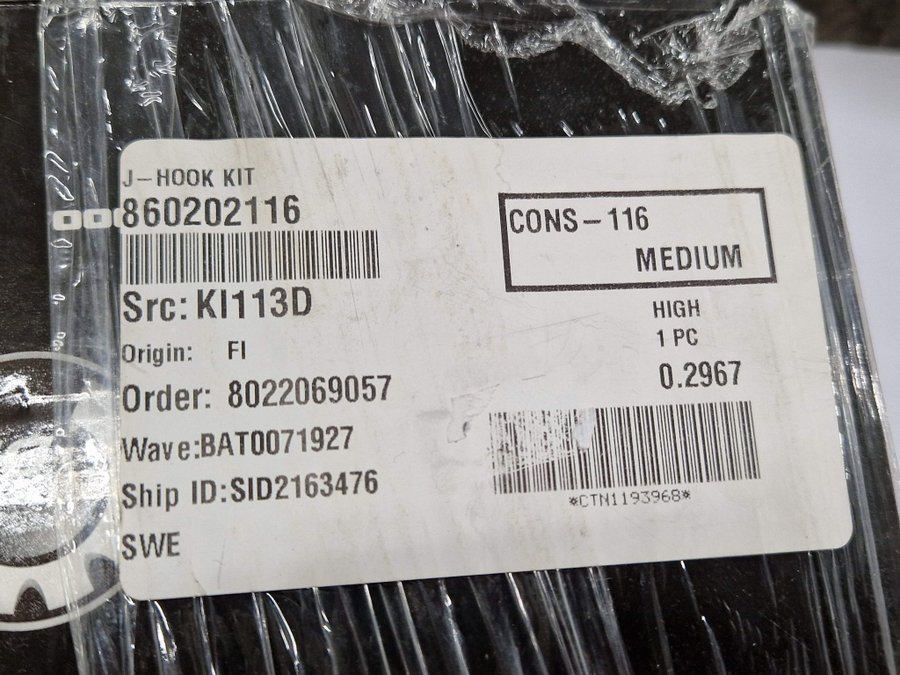 J-HOOK KIT
860202116
CONS-116
MEDIUM
Src: KI113D
HIGH
Origin: FI
1 PC
Order: 8022069057
0.2967
Wave:BAT0071927
Ship ID:SID2163476
*CTN1193968*
SWE